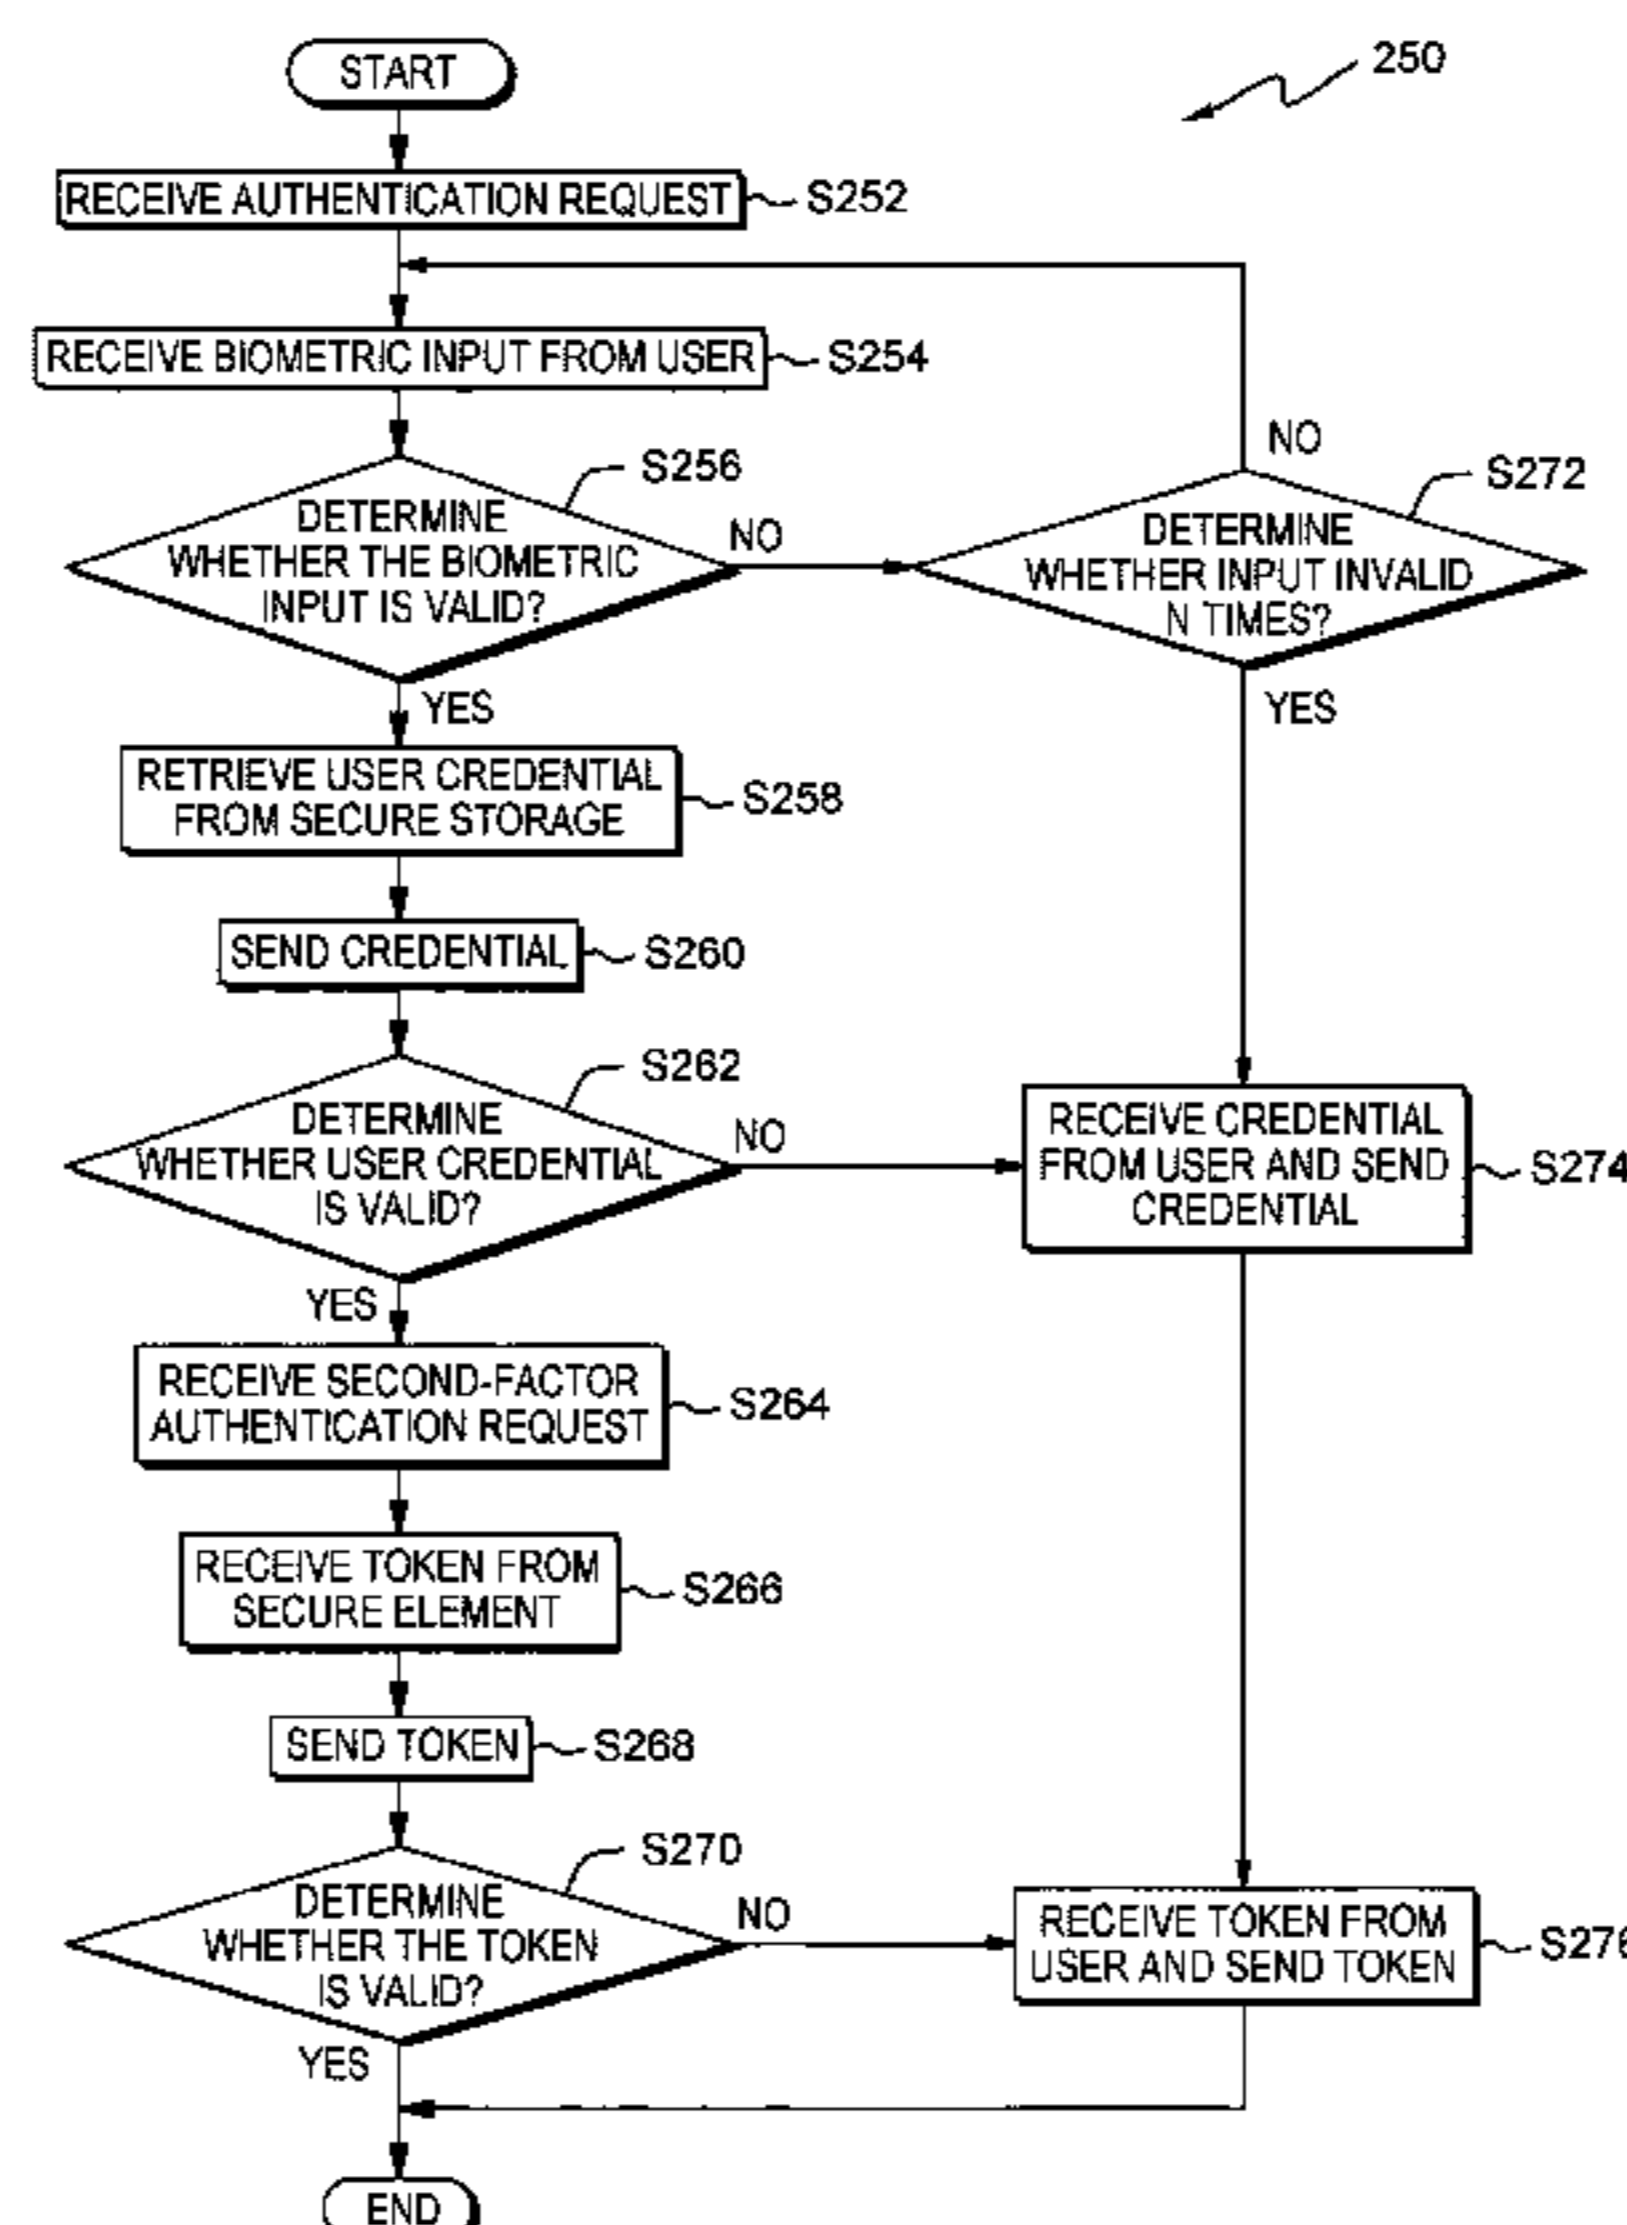 START
250
RECEIVE AUTHENTICATION REQUEST
S252
RECEIVE BIOMETRIC INPUT FROM USER
S254
S256
DETERMINE
WHETHER THE BIOMETRIC
INPUT IS VALID?
NO
YES
NO
S272
DETERMINE
WHETHER INPUT INVALID
N TIMES?
YES
RETRIEVE USER CREDENTIAL
FROM SECURE STORAGE
S258
SEND CREDENTIAL
S260
S262
DETERMINE
WHETHER USER CREDENTIAL
IS VALID?
NO
YES
RECEIVE CREDENTIAL
FROM USER AND SEND
CREDENTIAL
S274
RECEIVE SECOND-FACTOR
AUTHENTICATION REQUEST
S264
RECEIVE TOKEN FROM
SECURE ELEMENT
S266
SEND TOKEN
S268
S270
DETERMINE
WHETHER THE TOKEN
IS VALID?
NO
YES
RECEIVE TOKEN FROM
USER AND SEND TOKEN
S276
END